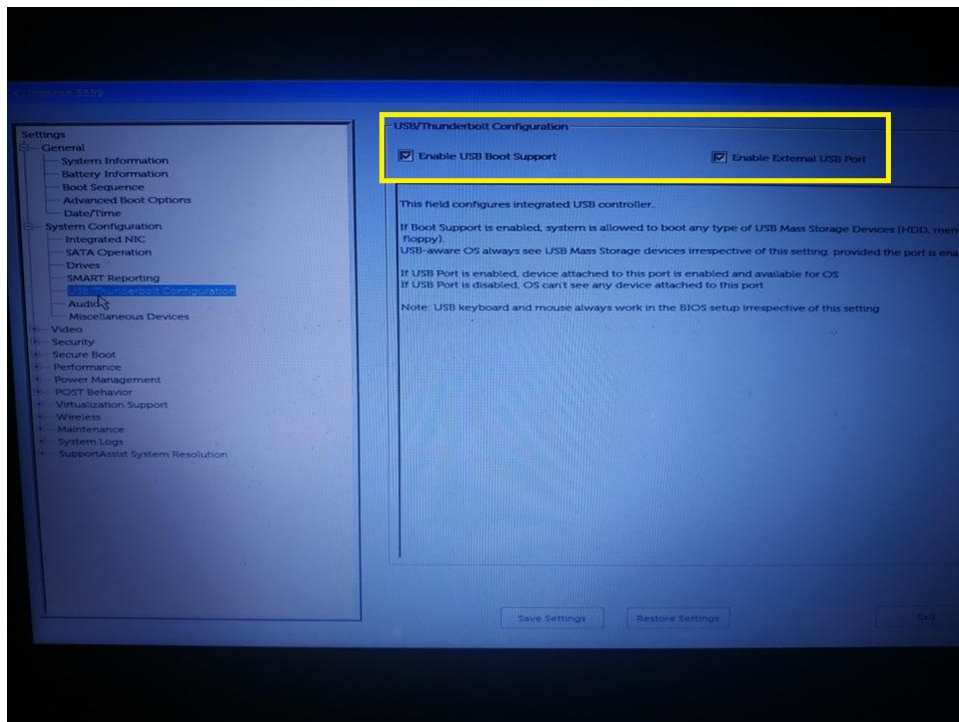 Inspiron 5559
Settings
General
System Information
Battery Information
Boot Sequence
Advanced Boot Options
Date/Time
System Configuration
Integrated NIC
SATA Operation
Drives
SMART Reporting
USB/Thunderbolt Configuration
Audio
Miscellaneous Devices
Video
Security
Secure Boot
Performance
Power Management
POST Behavior
Virtualization Support
Wireless
Maintenance
System Logs
SupportAssist System Resolution
USB/Thunderbolt Configuration
Enable USB Boot Support Enable External USB Port
This field configures integrated USB controller.
If Boot Support is enabled, system is allowed to boot any type of USB Mass Storage Devices (HDD, mem
floppy).
USB-aware OS always see USB Mass Storage devices irrespective of this setting, provided the port is ena
If USB Port is enabled, device attached to this port is enabled and available for OS
If USB Port is disabled, OS can't see any device attached to this port
Note: USB keyboard and mouse always work in the BIOS setup irrespective of this setting
Save Settings Restore Settings Exit